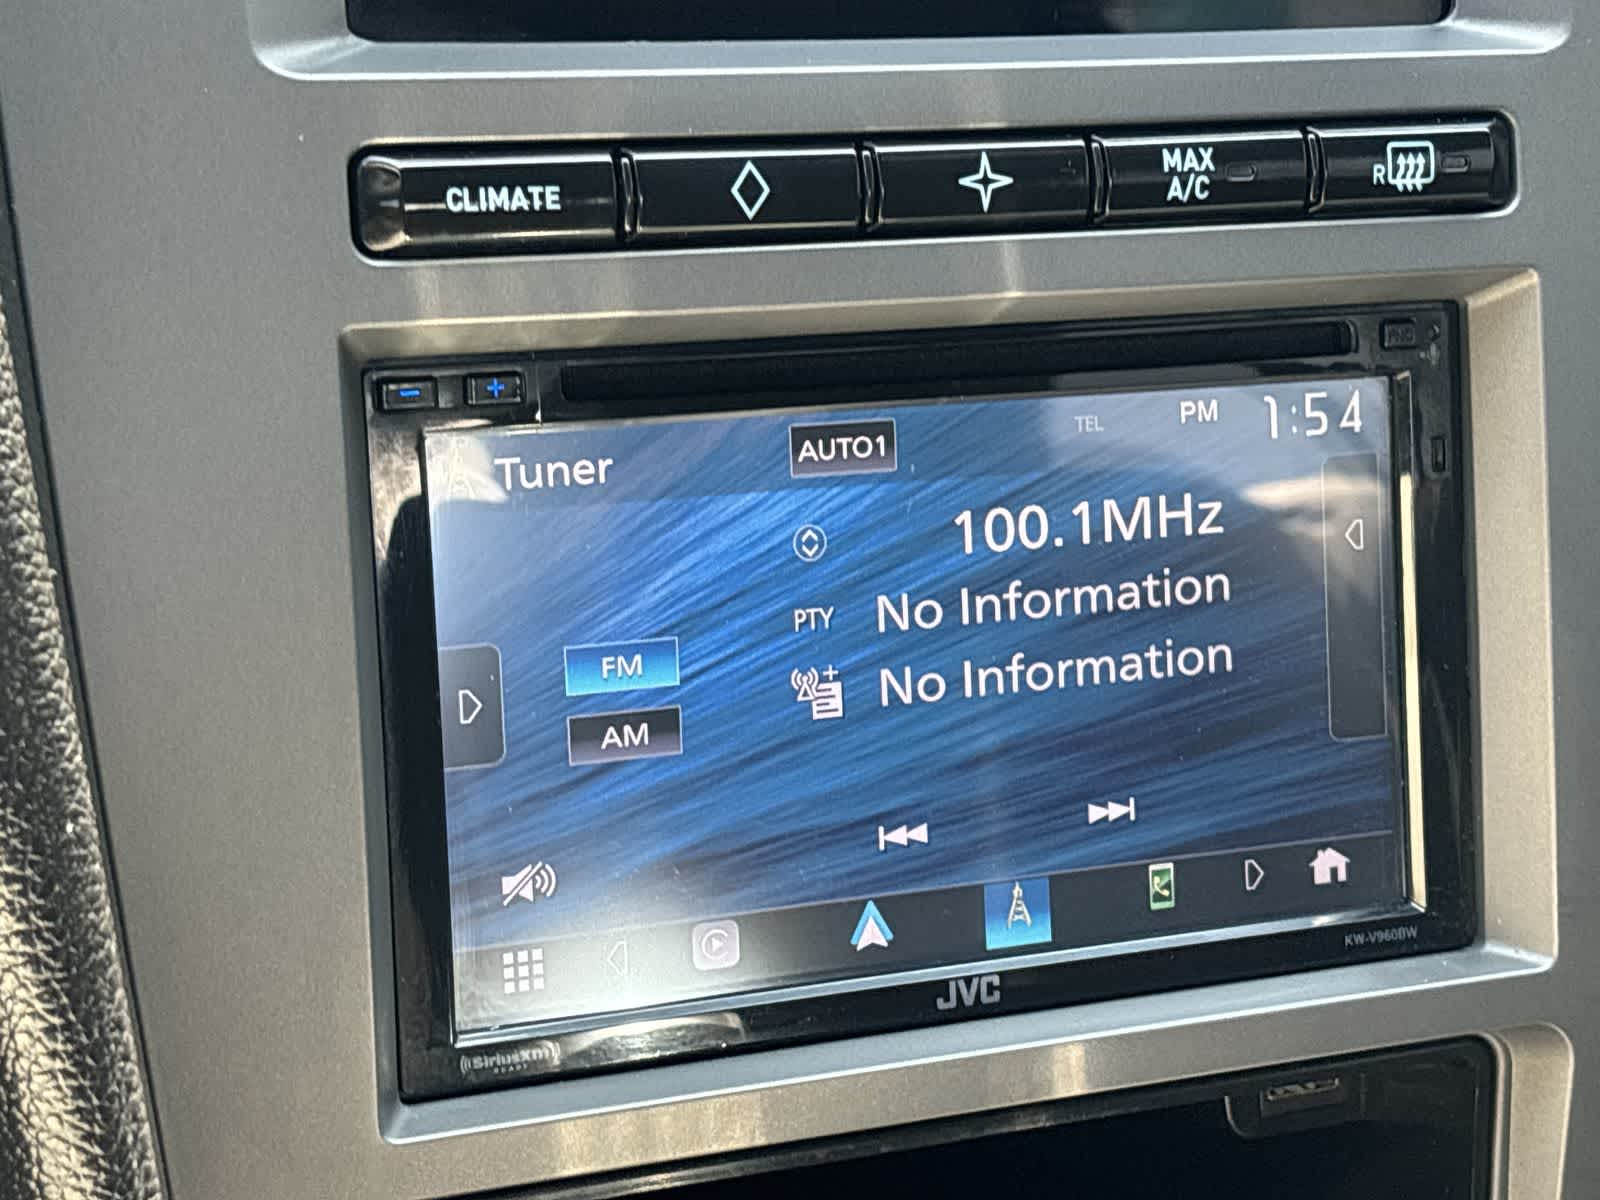 CLIMATE
MAX
A/C
R
Tuner
AUTO1
TEL
PM
1:54
100.1MHz
PTY
No Information
No Information
FM
AM
KW-V960BW
JVC
SiriusXM
READY